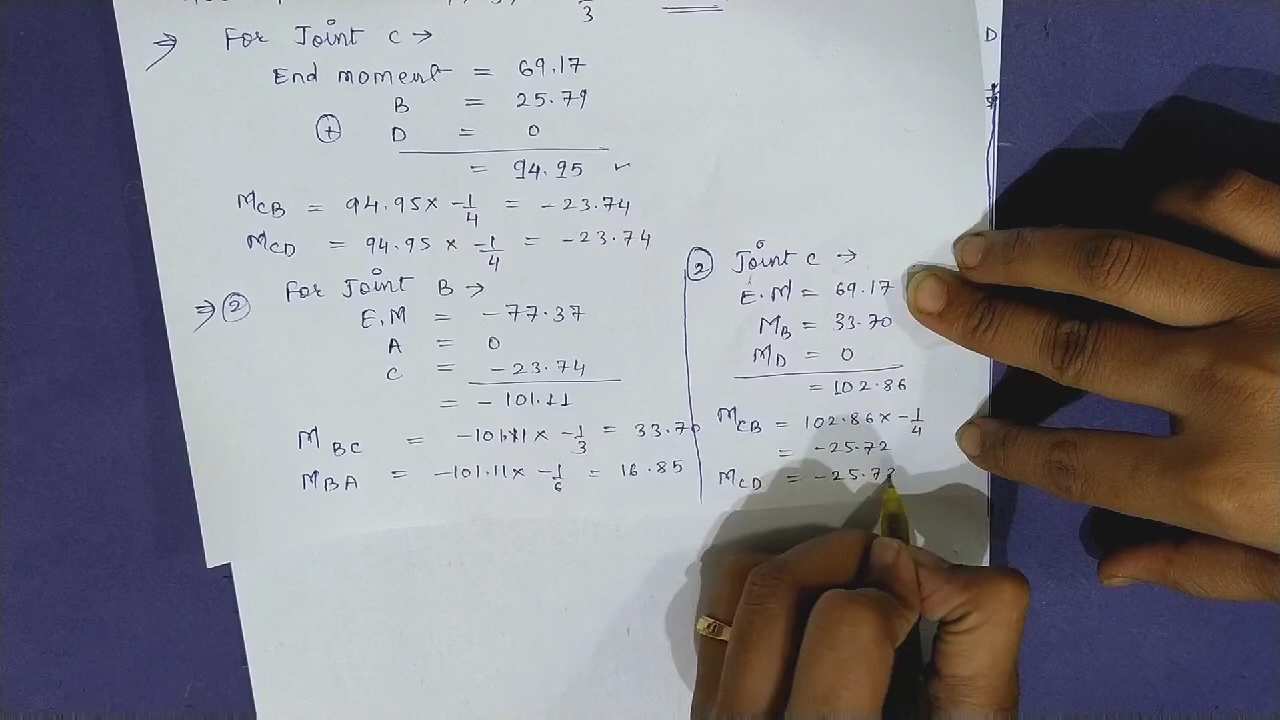 3
⇒ For Joint C →
End moment = 69.17
B = 25.79
⊕ D = 0
= 94.95 ✓
M_CB = 94.95 × -1/4 = -23.74
M_CD = 94.95 × -1/4 = -23.74
⇒ ② For Joint B →
E.M = -77.37
A = 0
C = -23.74
= -101.11
M_BC = -101.11 × -1/3 = 33.70
M_BA = -101.11 × -1/6 = 16.85
② Joint C →
E.M = 69.17
M_B = 33.70
M_D = 0
= 102.86
M_CB = 102.86 × -1/4
= -25.72
M_CD = -25.72
D